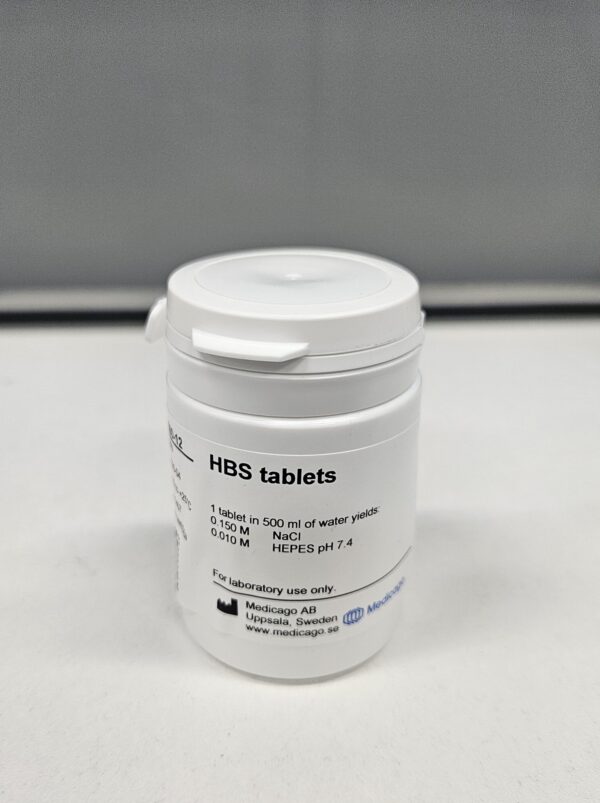 HBS tablets
1 tablet in 500 ml of water yields:
0.150 M NaCl
0.010 M HEPES pH 7.4
For laboratory use only.
Medicago AB
Uppsala, Sweden
www.medicago.se
Medicago